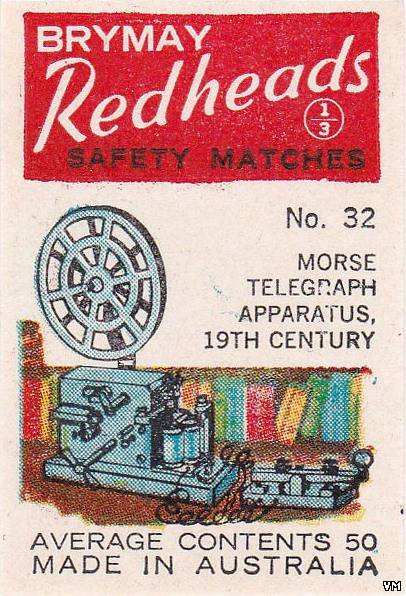 BRYMAY
Redheads
1/3
SAFETY MATCHES
No. 32
MORSE
TELEGRAPH
APPARATUS,
19TH CENTURY
AVERAGE CONTENTS 50
MADE IN AUSTRALIA
VM